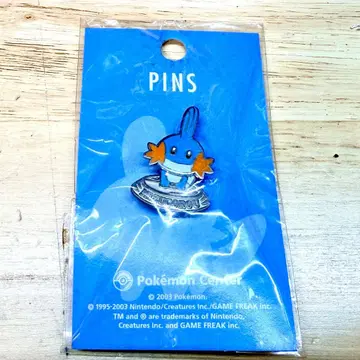 PINS
Pokémon Center
© 2003 Pokémon.
© 1995-2003 Nintendo/Creatures inc./GAME FREAK inc.
TM and ® are trademarks of Nintendo,
Creatures inc. and GAME FREAK inc.